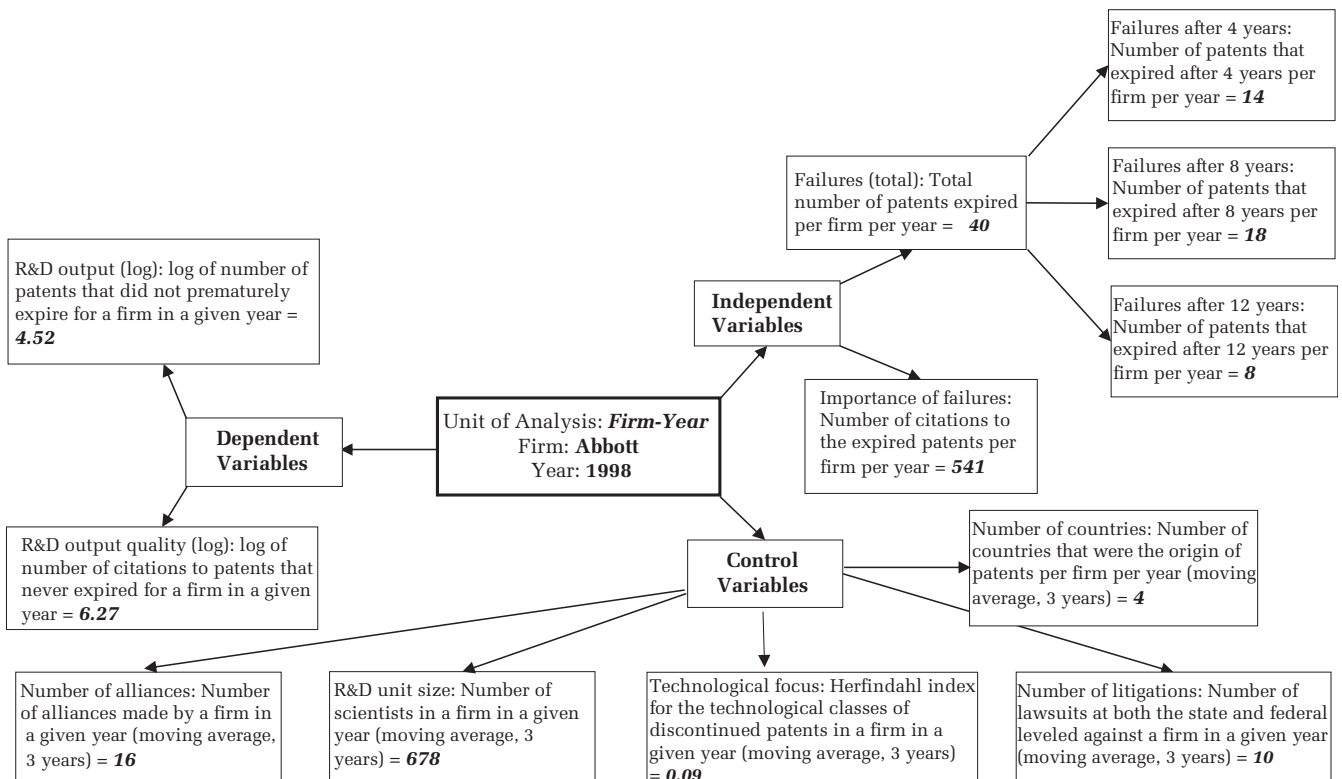 Failures after 4 years:
Number of patents that
expired after 4 years per
firm per year = 14
Failures (total): Total
number of patents expired
per firm per year = 40
Failures after 8 years:
Number of patents that
expired after 8 years per
firm per year = 18
R&D output (log): log of number of
patents that did not prematurely
expire for a firm in a given year =
4.52
Independent
Variables
Failures after 12 years:
Number of patents that
expired after 12 years per
firm per year = 8
Dependent
Variables
Unit of Analysis: Firm-Year
Firm: Abbott
Year: 1998
Importance of failures:
Number of citations to
the expired patents per
firm per year = 541
R&D output quality (log): log of
number of citations to patents that
never expired for a firm in a given
year = 6.27
Control
Variables
Number of countries: Number of
countries that were the origin of
patents per firm per year (moving
average, 3 years) = 4
Number of alliances: Number
of alliances made by a firm in
a given year (moving average,
3 years) = 16
R&D unit size: Number of
scientists in a firm in a given
year (moving average, 3
years) = 678
Technological focus: Herfindahl index
for the technological classes of
discontinued patents in a firm in a
given year (moving average, 3 years)
= 0.09
Number of litigations: Number of
lawsuits at both the state and federal
leveled against a firm in a given year
(moving average, 3 years) = 10